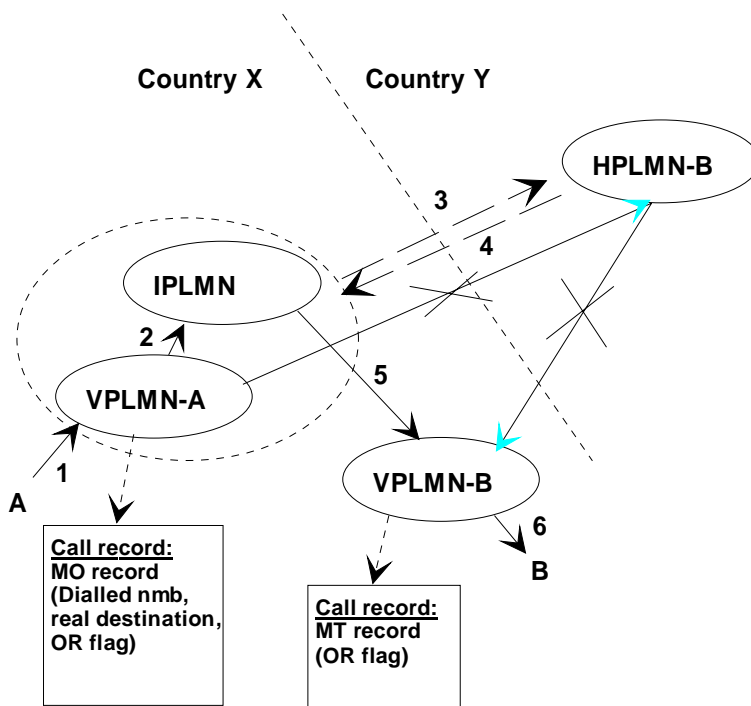 Country X
Country Y
HPLMN-B
3
4
IPLMN
2
5
VPLMN-A
1
A
VPLMN-B
6
B
Call record:
MO record
(Dialled nmb,
real destination,
OR flag)
Call record:
MT record
(OR flag)